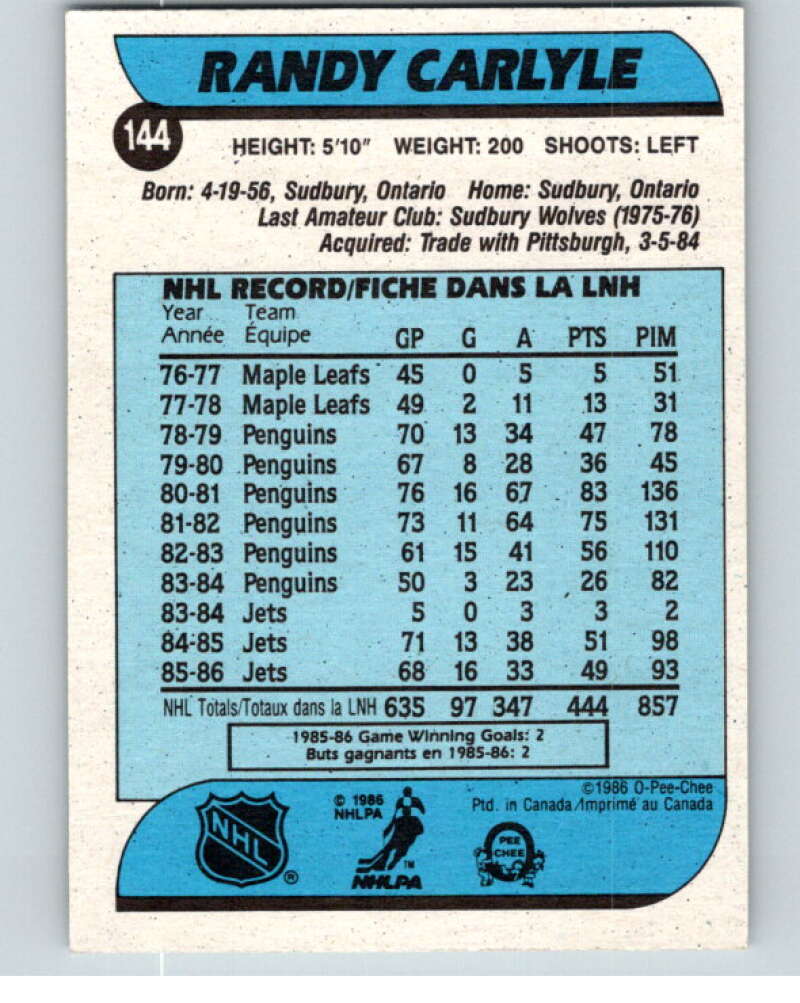 RANDY CARLYLE
144
HEIGHT: 5'10" WEIGHT: 200 SHOOTS: LEFT
Born: 4-19-56, Sudbury, Ontario Home: Sudbury, Ontario
Last Amateur Club: Sudbury Wolves (1975-76)
Acquired: Trade with Pittsburgh, 3-5-84
NHL RECORD/FICHE DANS LA LNH
Year Team
Année Équipe GP G A PTS PIM
76-77 Maple Leafs 45 0 5 5 51
77-78 Maple Leafs 49 2 11 13 31
78-79 Penguins 70 13 34 47 78
79-80 Penguins 67 8 28 36 45
80-81 Penguins 76 16 67 83 136
81-82 Penguins 73 11 64 75 131
82-83 Penguins 61 15 41 56 110
83-84 Penguins 50 3 23 26 82
83-84 Jets 5 0 3 3 2
84-85 Jets 71 13 38 51 98
85-86 Jets 68 16 33 49 93
NHL Totals/Totaux dans la LNH 635 97 347 444 857
1985-86 Game Winning Goals: 2
Buts gagnants en 1985-86: 2
©1986 O-Pee-Chee
Ptd. in Canada/Imprimé au Canada
NHL ®
© 1986
NHLPA
TM
NHLPA
PEE
CHEE